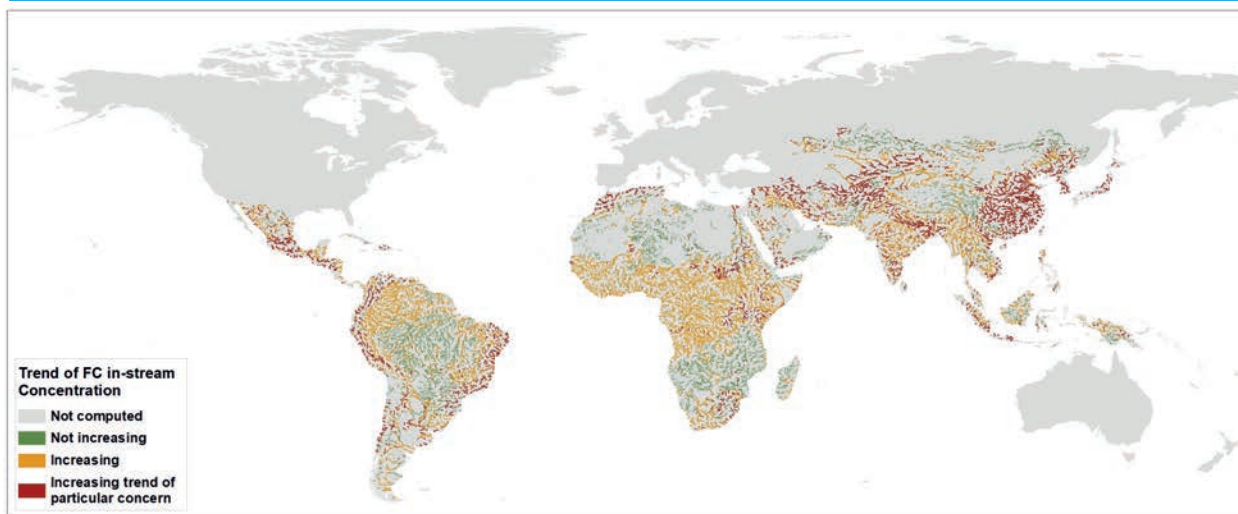 Trend of FC in-stream
Concentration
Not computed
Not increasing
Increasing
Increasing trend of
particular concern